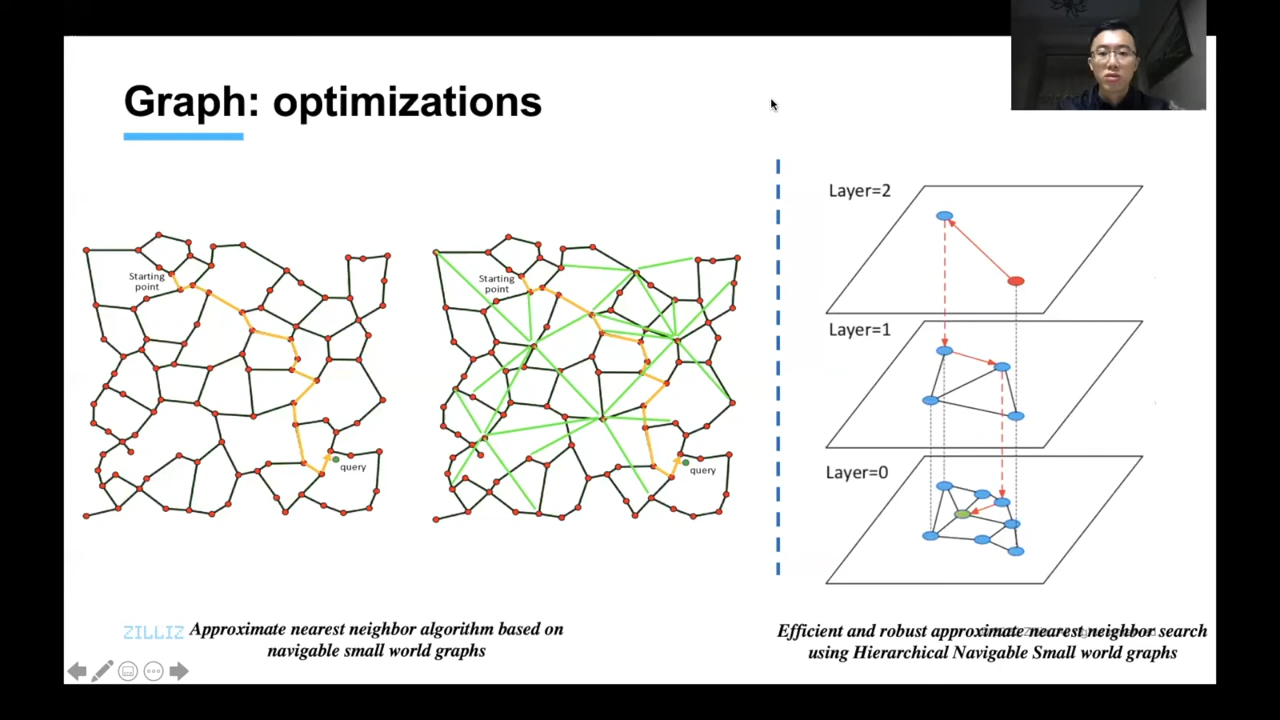 Graph: optimizations
Starting
point
query
Starting
point
query
Layer=2
Layer=1
Layer=0
ZILLIZ
Approximate nearest neighbor algorithm based on
navigable small world graphs
Efficient and robust approximate nearest neighbor search
using Hierarchical Navigable Small world graphs